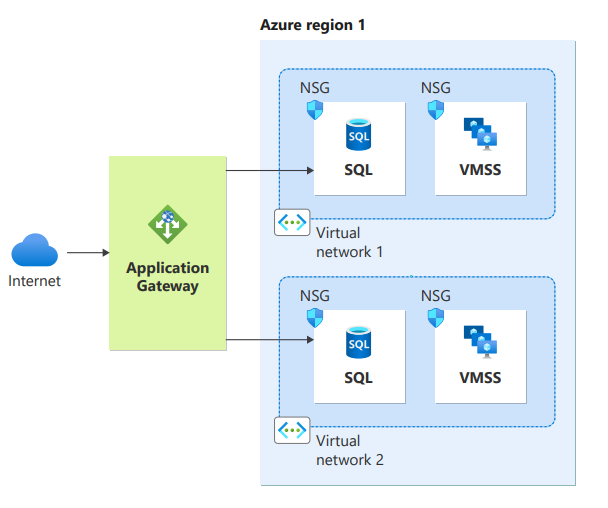 Azure region 1
NSG
NSG
SQL
SQL
VMSS
Virtual
network 1
Internet
Application
Gateway
NSG
NSG
SQL
SQL
VMSS
Virtual
network 2